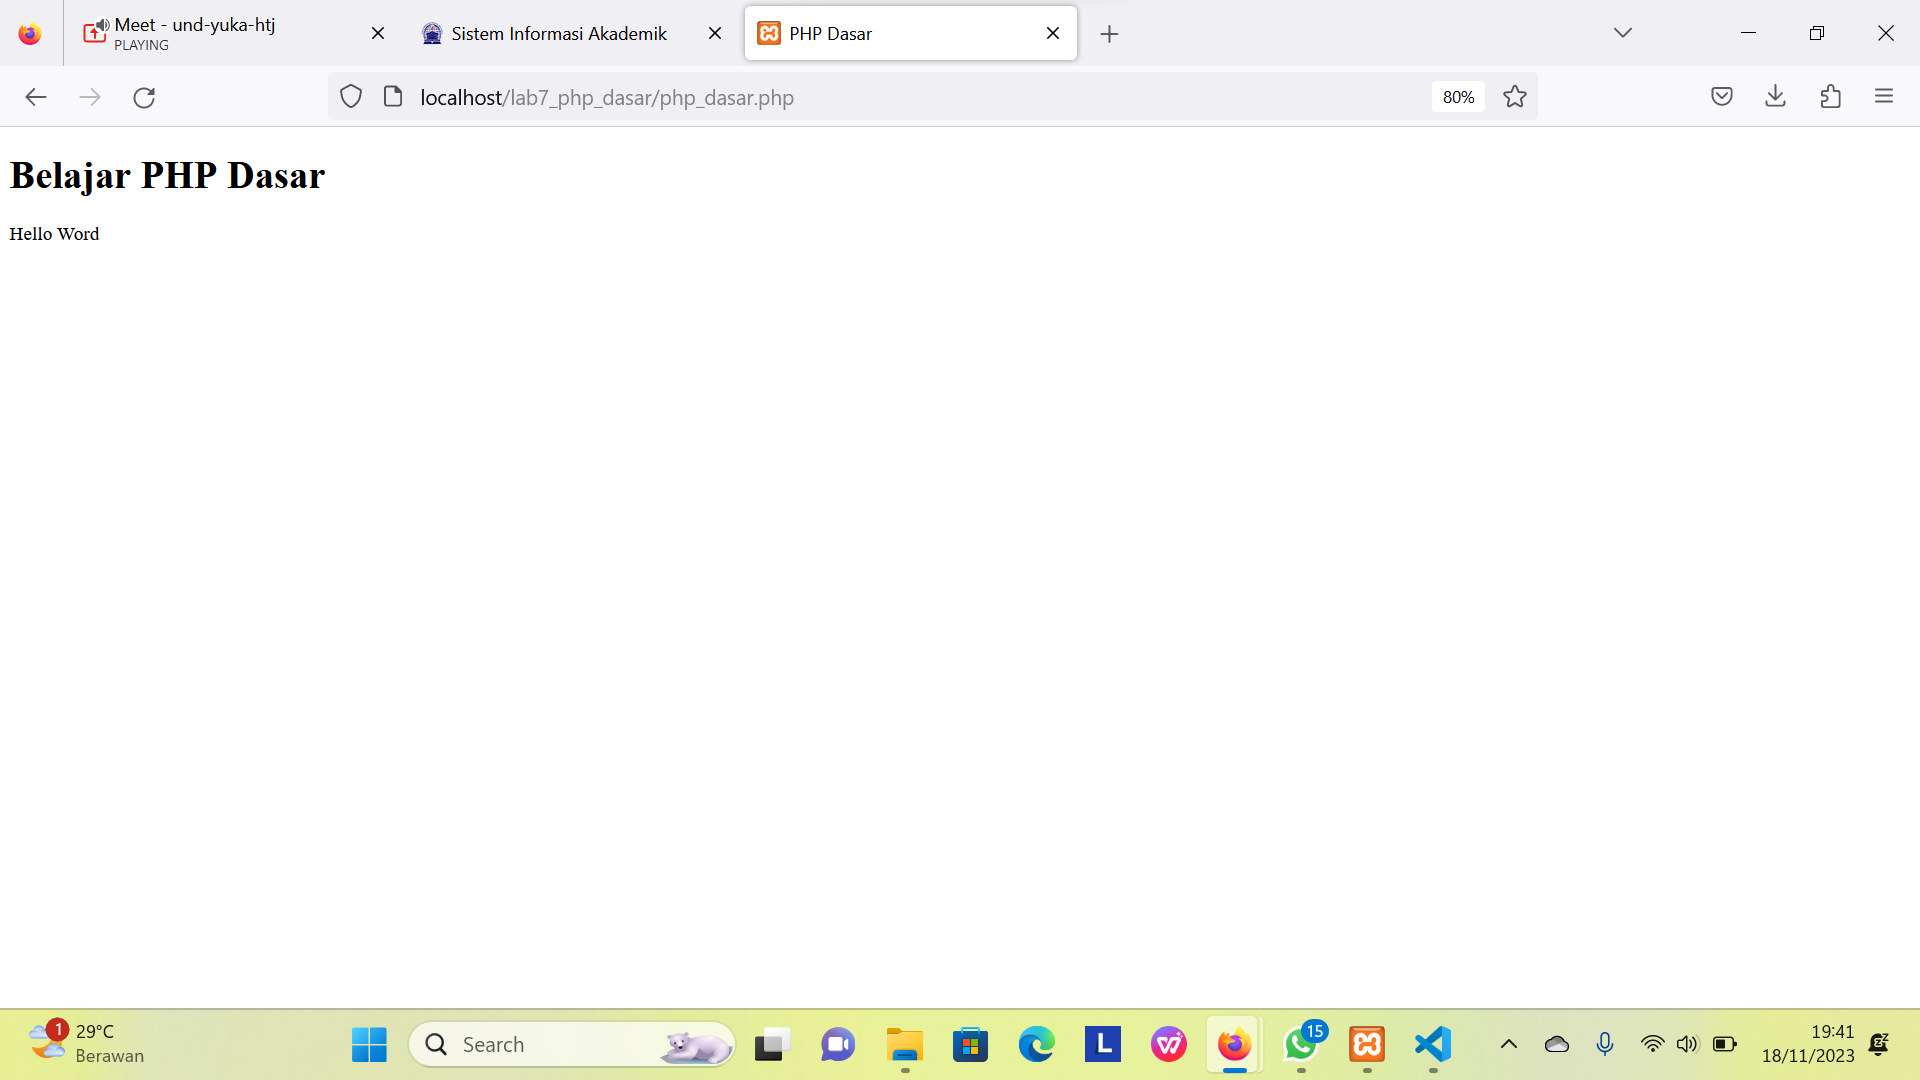 Meet - und-yuka-htj
PLAYING
Sistem Informasi Akademik
PHP Dasar
localhost/lab7_php_dasar/php_dasar.php
80%
Belajar PHP Dasar
Hello Word
1
29°C
Berawan
Search
L
15
19:41
18/11/2023